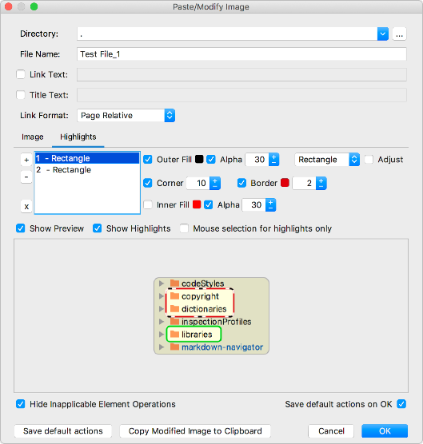 Paste/Modify Image
Directory: . ...
File Name: Test File_1
Link Text:
Title Text:
Link Format: Page Relative
Image Highlights
+ 1 - Rectangle Outer Fill Alpha 30 Rectangle Adjust
- 2 - Rectangle Corner 10 Border 2
x Inner Fill Alpha 30
Show Preview Show Highlights Mouse selection for highlights only
codeStyles
copyright
dictionaries
inspectionProfiles
libraries
markdown-navigator
Hide Inapplicable Element Operations Save default actions on OK
Save default actions Copy Modified Image to Clipboard Cancel OK